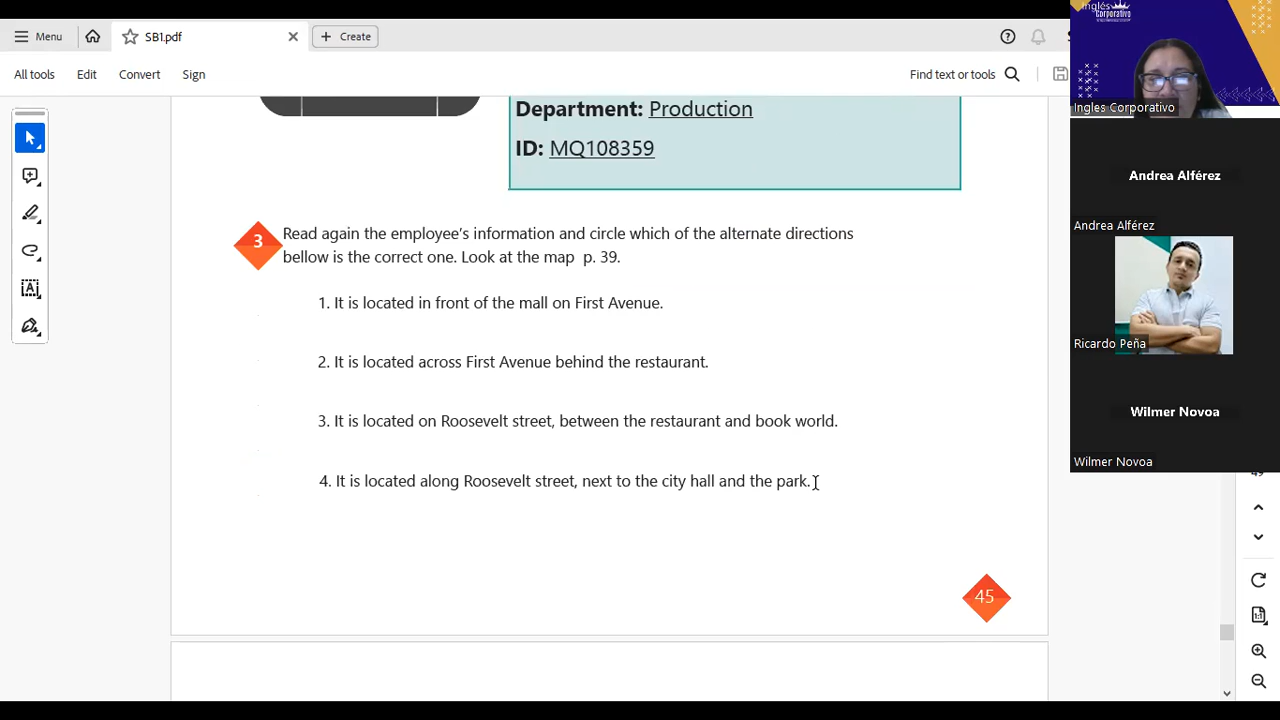 Menu
SB1.pdf
Create
All tools
Edit
Convert
Sign
Find text or tools
Department: Production
ID: MQ108359
3
Read again the employee's information and circle which of the alternate directions
bellow is the correct one. Look at the map p. 39.
1. It is located in front of the mall on First Avenue.
2. It is located across First Avenue behind the restaurant.
3. It is located on Roosevelt street, between the restaurant and book world.
4. It is located along Roosevelt street, next to the city hall and the park.
45
Inglés
corporativo
Ingles Corporativo
Andrea Alférez
Andrea Alférez
Ricardo Peña
Wilmer Novoa
Wilmer Novoa
1:1